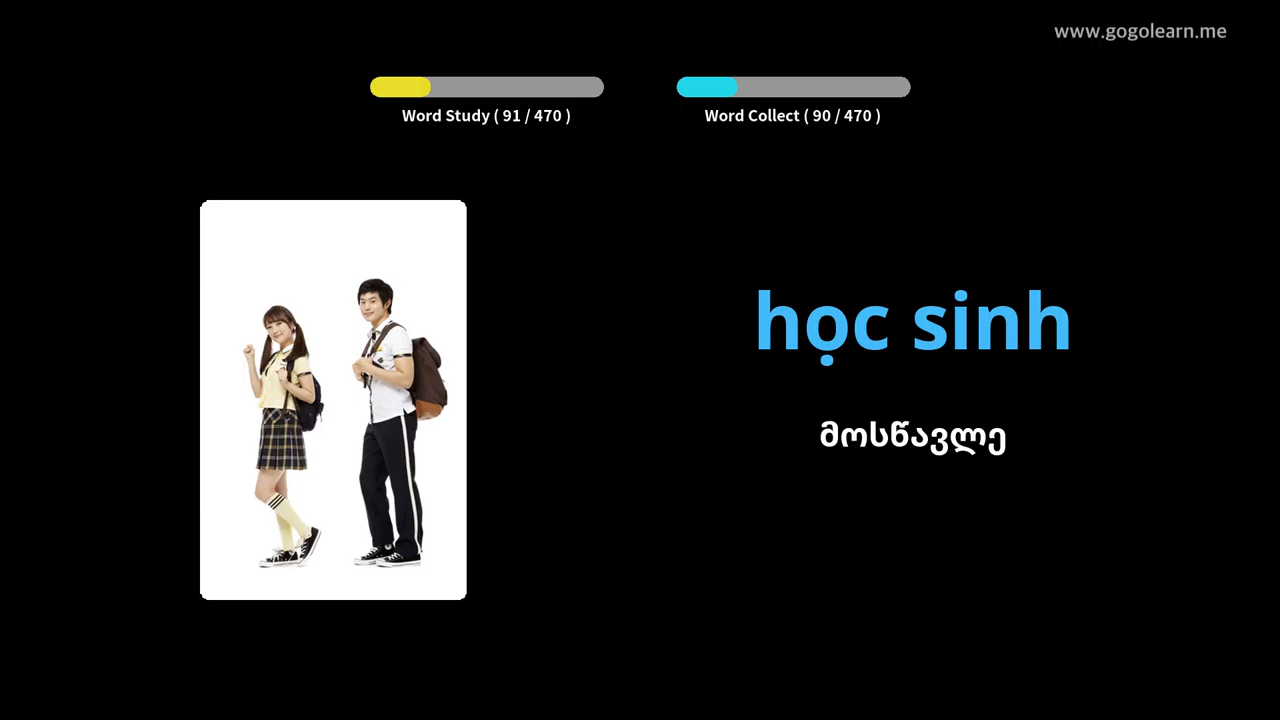 www.gogolearn.me
Word Study ( 91 / 470 )
Word Collect ( 90 / 470 )
học sinh
მოსწავლე